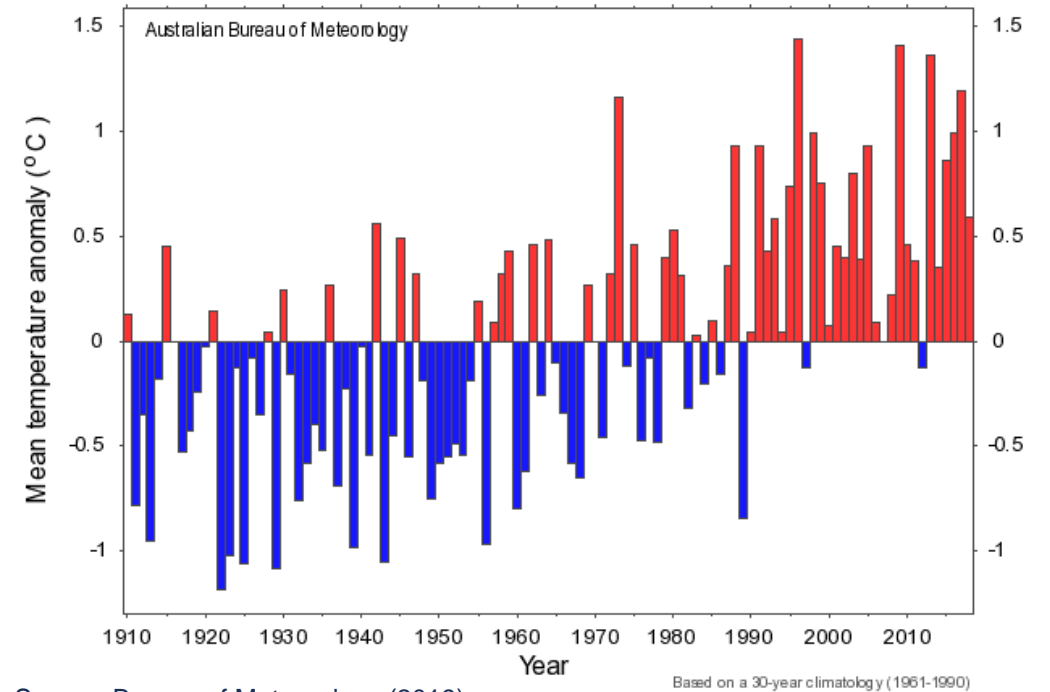 1.5 Australian Bureau of Meteorology 1.5
1 1
0.5 0.5
0 0
-0.5 -0.5
-1 -1
Mean temperature anomaly (°C)
1910 1920 1930 1940 1950 1960 1970 1980 1990 2000 2010
Year
Based on a 30-year climatology (1961-1990)